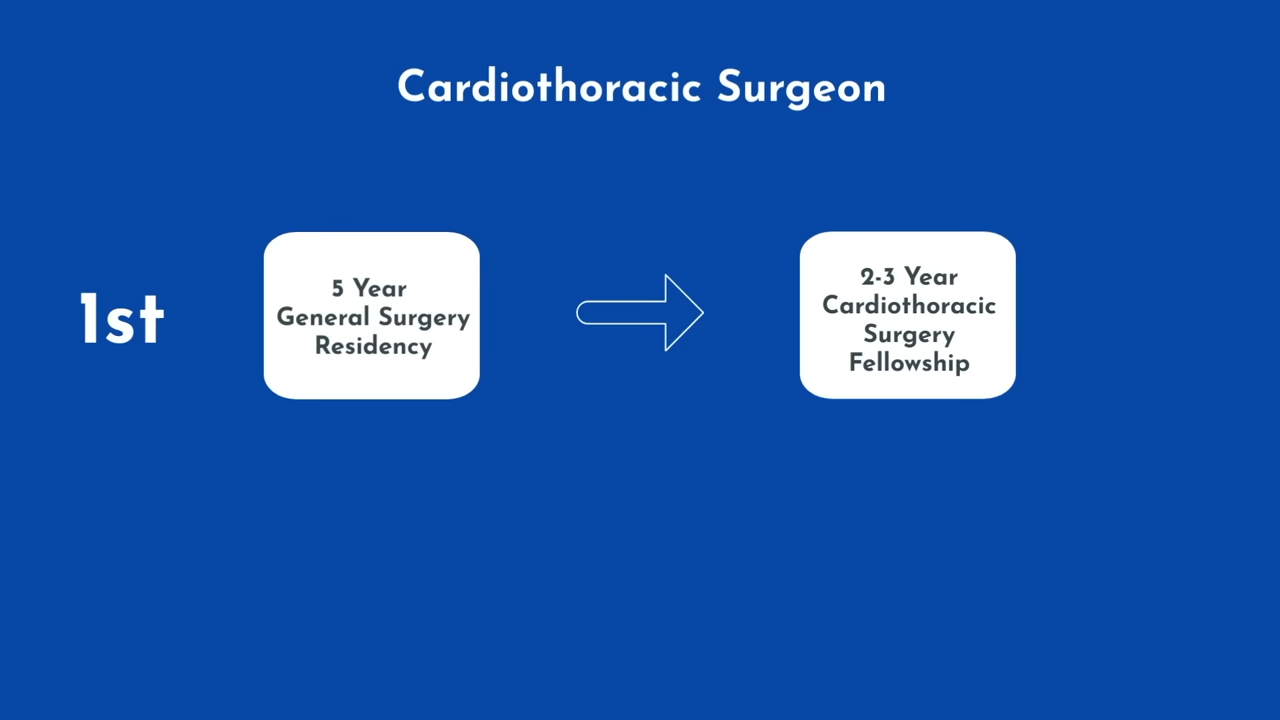 Cardiothoracic Surgeon
1st
5 Year
General Surgery
Residency
2-3 Year
Cardiothoracic
Surgery
Fellowship